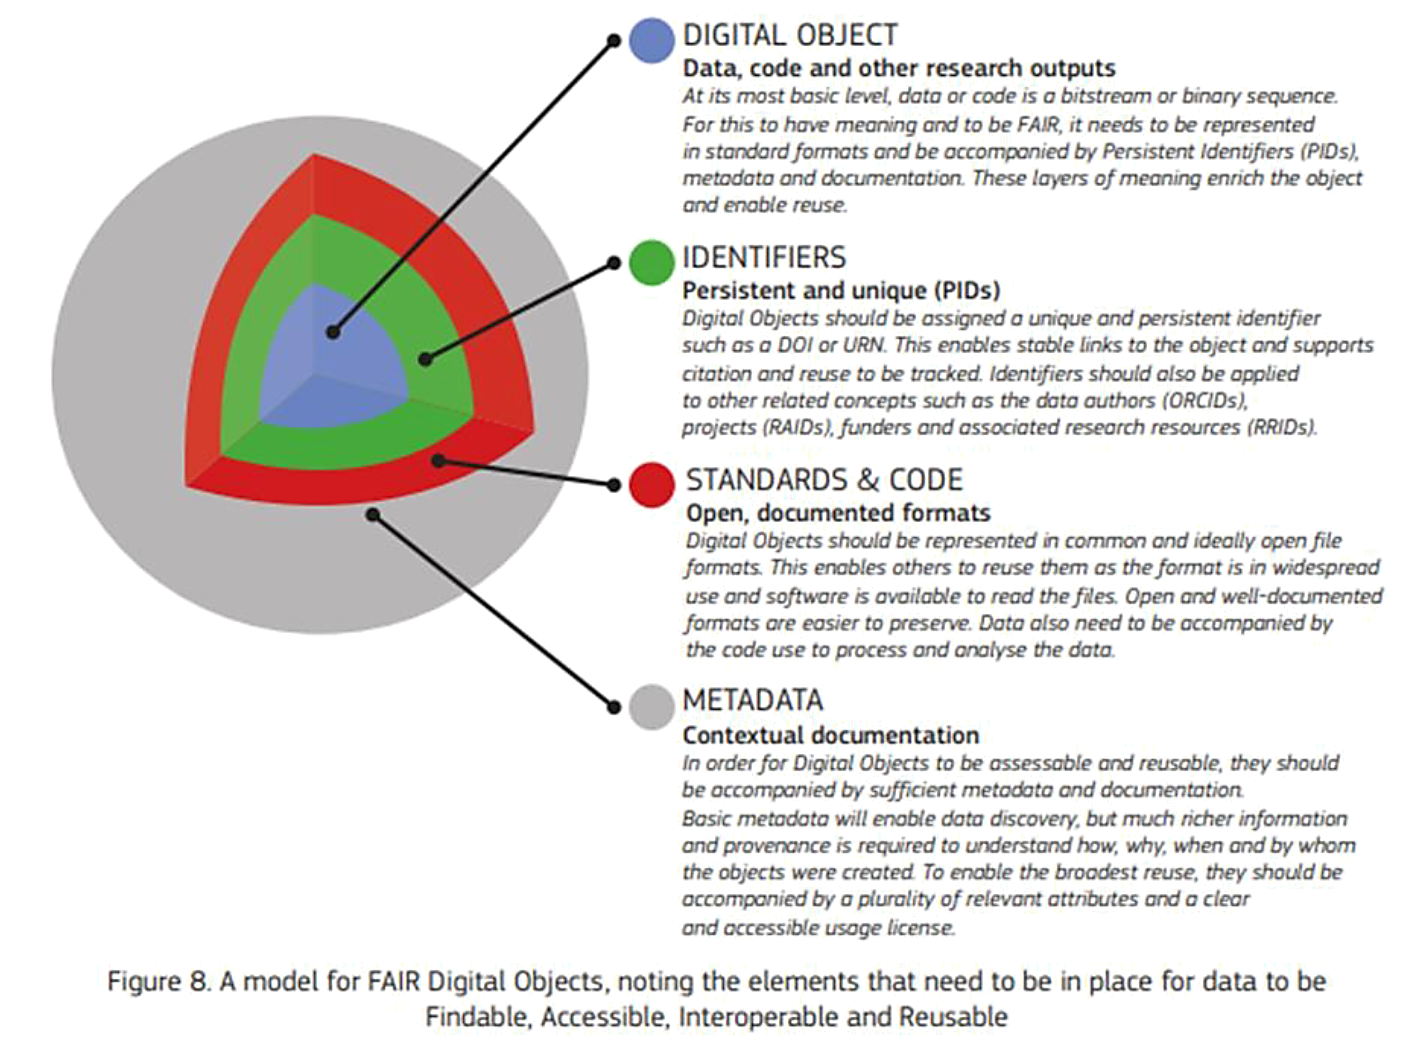 DIGITAL OBJECT
Data, code and other research outputs
At its most basic level, data or code is a bitstream or binary sequence.
For this to have meaning and to be FAIR, it needs to be represented
in standard formats and be accompanied by Persistent Identifiers (PIDs),
metadata and documentation. These layers of meaning enrich the object
and enable reuse.
IDENTIFIERS
Persistent and unique (PIDs)
Digital Objects should be assigned a unique and persistent identifier
such as a DOI or URN. This enables stable links to the object and supports
citation and reuse to be tracked. Identifiers should also be applied
to other related concepts such as the data authors (ORCIDs),
projects (RAIDs), funders and associated research resources (RRIDs).
STANDARDS & CODE
Open, documented formats
Digital Objects should be represented in common and ideally open file
formats. This enables others to reuse them as the format is in widespread
use and software is available to read the files. Open and well-documented
formats are easier to preserve. Data also need to be accompanied by
the code use to process and analyse the data.
METADATA
Contextual documentation
In order for Digital Objects to be assessable and reusable, they should
be accompanied by sufficient metadata and documentation.
Basic metadata will enable data discovery, but much richer information
and provenance is required to understand how, why, when and by whom
the objects were created. To enable the broadest reuse, they should be
accompanied by a plurality of relevant attributes and a clear
and accessible usage license.
Figure 8. A model for FAIR Digital Objects, noting the elements that need to be in place for data to be
Findable, Accessible, Interoperable and Reusable